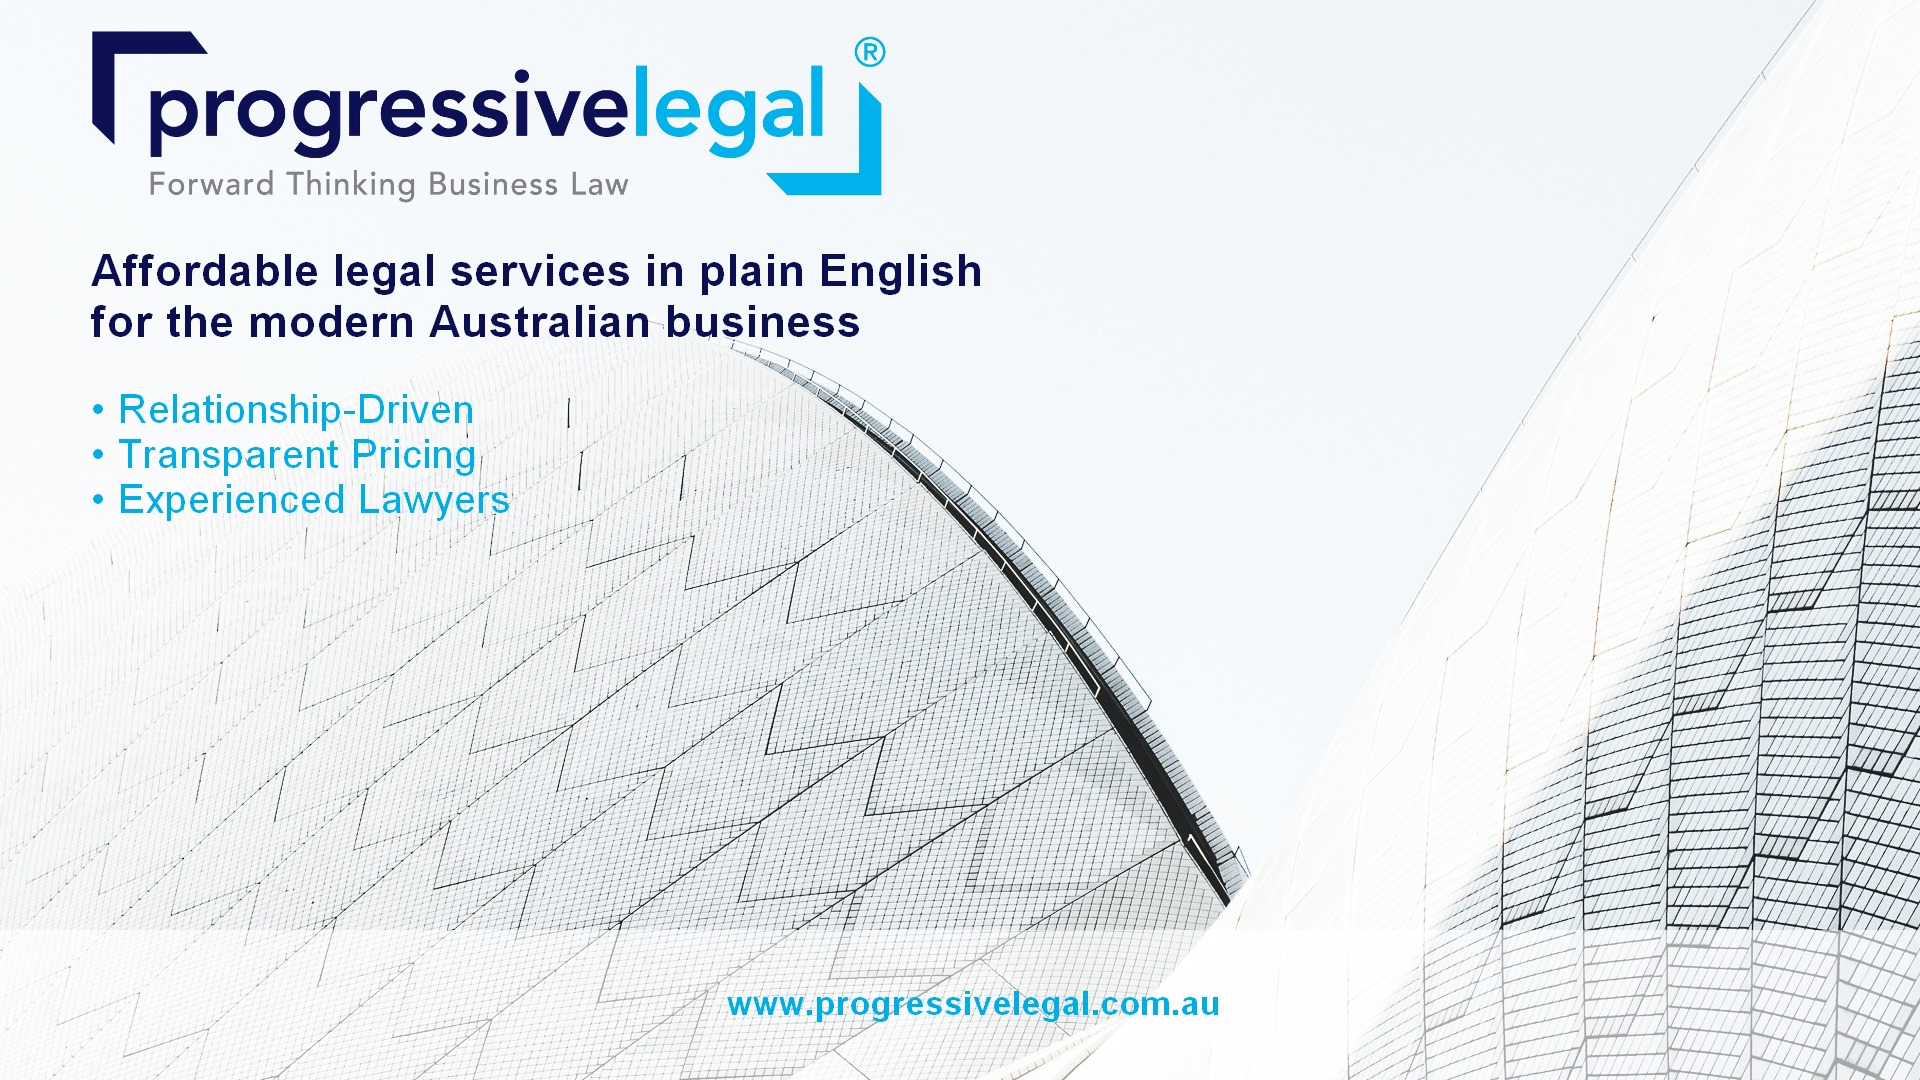 progressivelegal®
Forward Thinking Business Law
Affordable legal services in plain English
for the modern Australian business
• Relationship-Driven
• Transparent Pricing
• Experienced Lawyers
www.progressivelegal.com.au